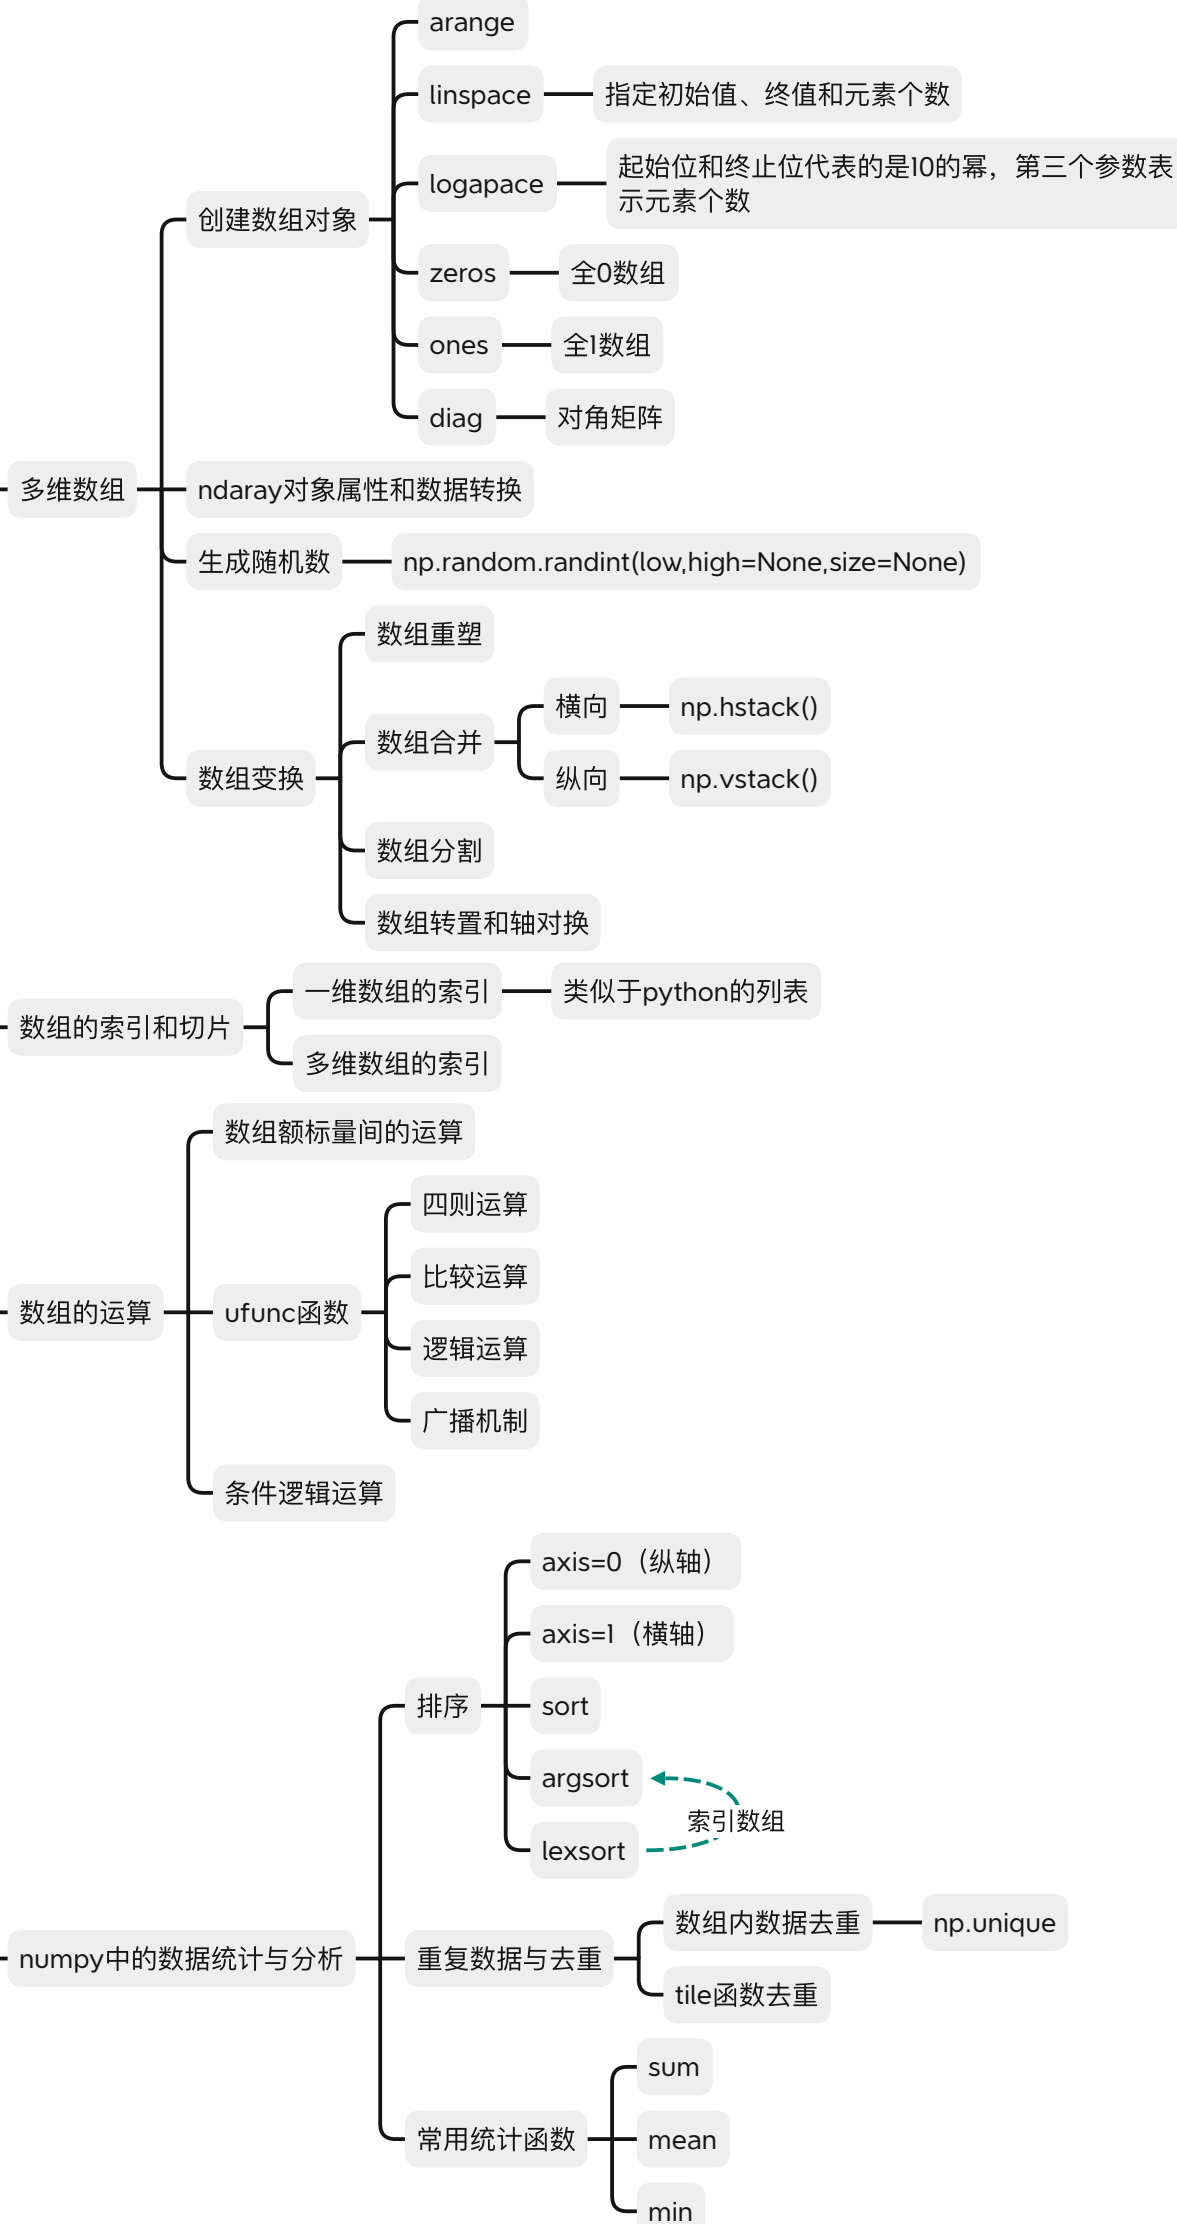 arange
linspace
指定初始值、终值和元素个数
logapace
起始位和终止位代表的是10的幂，第三个参数表
示元素个数
创建数组对象
zeros
全0数组
ones
全1数组
diag
对角矩阵
多维数组
ndaray对象属性和数据转换
生成随机数
np.random.randint(low,high=None,size=None)
数组重塑
横向
np.hstack()
数组合并
纵向
np.vstack()
数组变换
数组分割
数组转置和轴对换
一维数组的索引
类似于python的列表
数组的索引和切片
多维数组的索引
数组额标量间的运算
四则运算
比较运算
数组的运算
ufunc函数
逻辑运算
广播机制
条件逻辑运算
axis=0（纵轴）
axis=1（横轴）
排序
sort
argsort
索引数组
lexsort
数组内数据去重
np.unique
numpy中的数据统计与分析
重复数据与去重
tile函数去重
sum
常用统计函数
mean
min